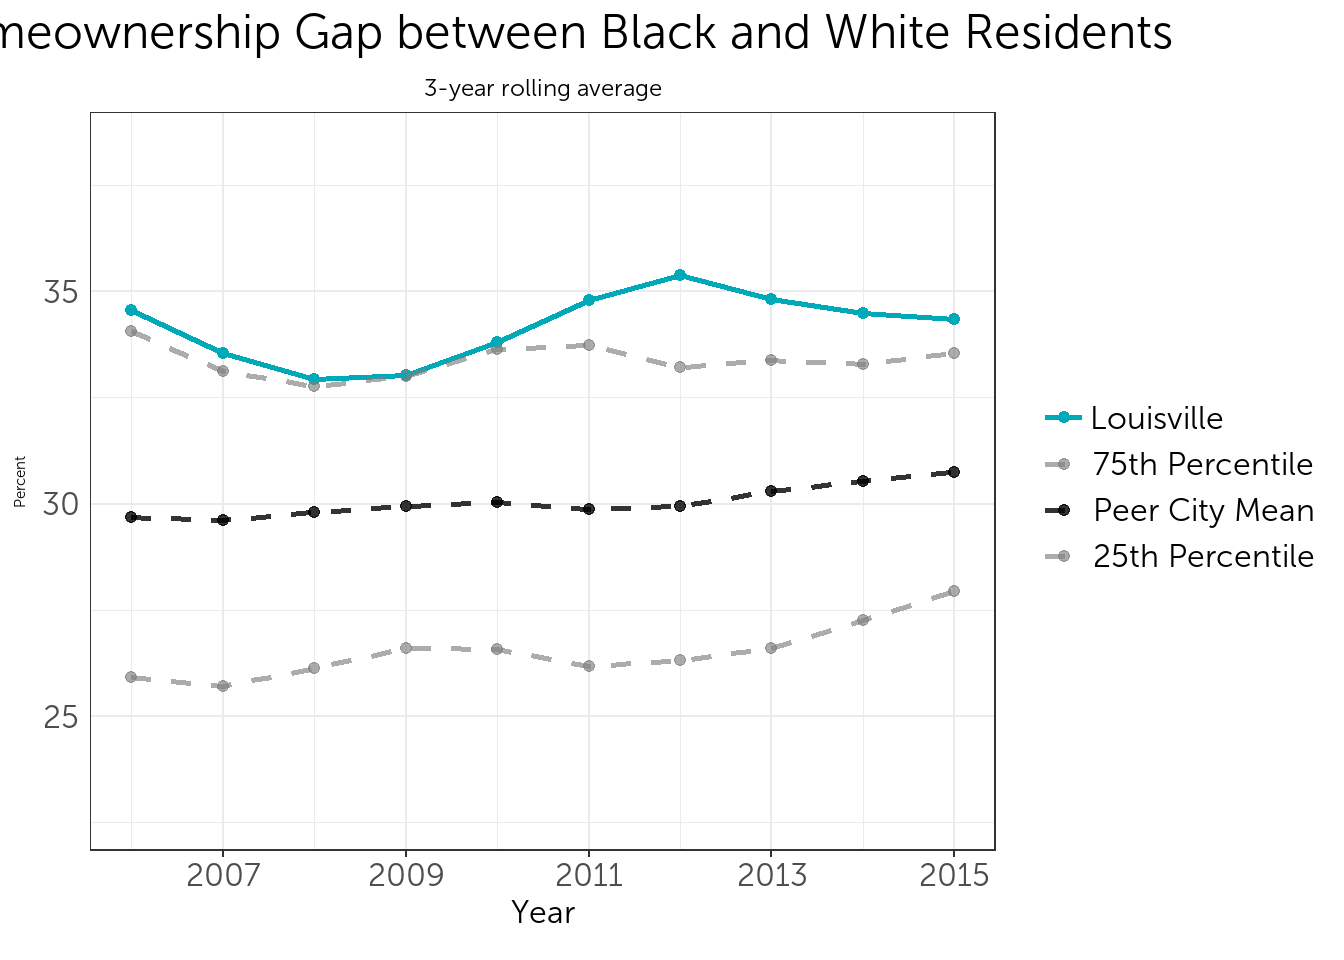 meownership Gap between Black and White Residents
3-year rolling average
Percent
35
30
25
2007 2009 2011 2013 2015
Year
Louisville
75th Percentile
Peer City Mean
25th Percentile